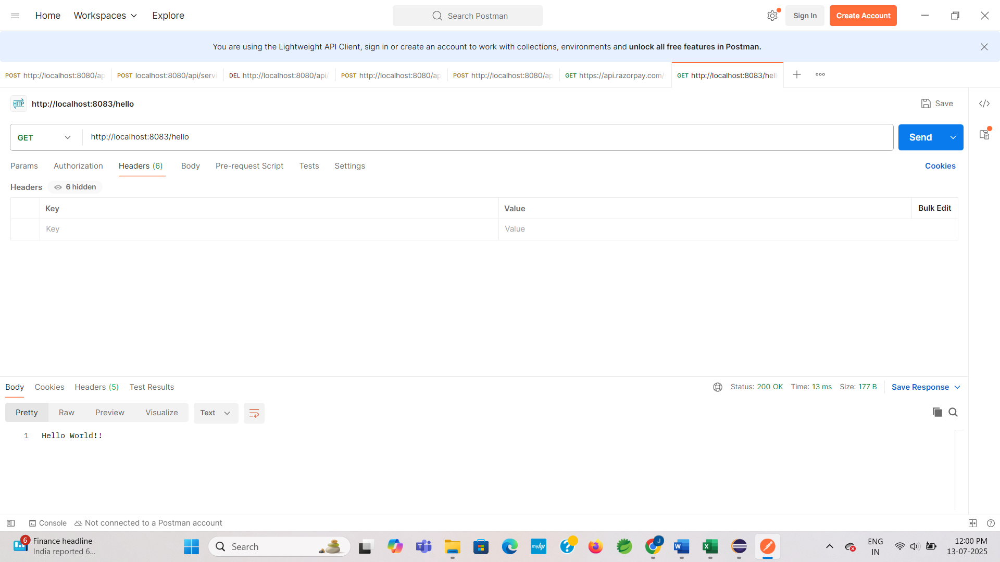 Home Workspaces Explore Search Postman Sign In Create Account
You are using the Lightweight API Client, sign in or create an account to work with collections, environments and unlock all free features in Postman.
POST http://localhost:8080/ap POST localhost:8080/api/servi DEL http://localhost:8080/api/ POST http://localhost:8080/ap POST http://localhost:8080/ap GET https://api.razorpay.com/ GET http://localhost:8083/hell
HTTP http://localhost:8083/hello Save
GET http://localhost:8083/hello Send
Params Authorization Headers (6) Body Pre-request Script Tests Settings Cookies
Headers 6 hidden
Key Value Bulk Edit
Key Value
Body Cookies Headers (5) Test Results Status: 200 OK Time: 13 ms Size: 177 B Save Response
Pretty Raw Preview Visualize Text
1 Hello World!!
Console Not connected to a Postman account
6 Finance headline
India reported 6...
Search
myhp
J
W
X
T
ENG
IN
12:00 PM
13-07-2025